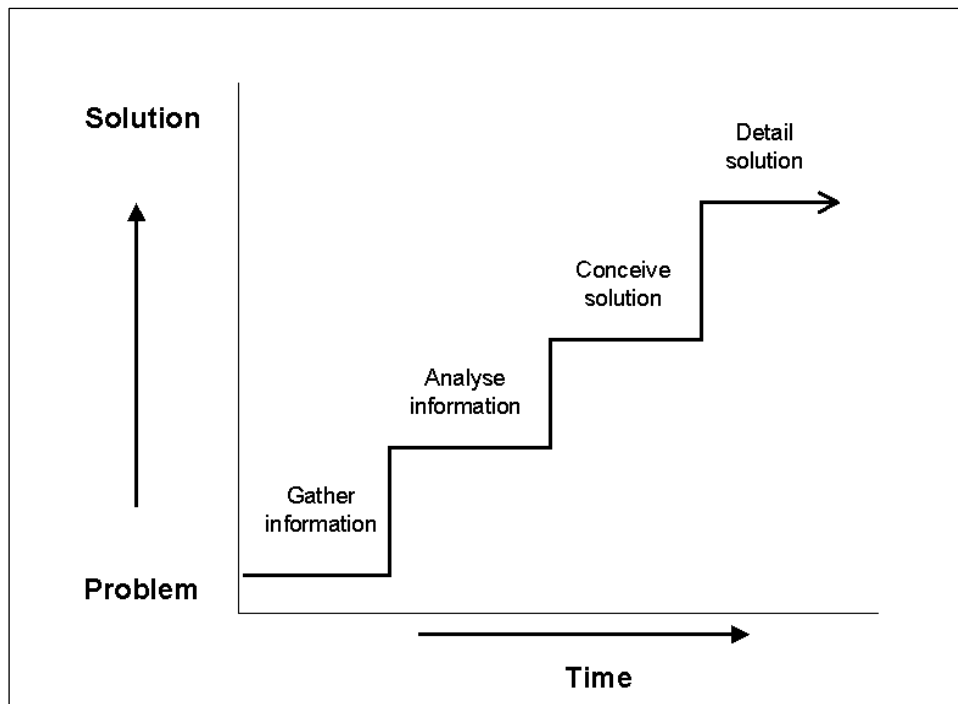 Solution
Detail
solution
Conceive
solution
Analyse
information
Gather
information
Problem
Time